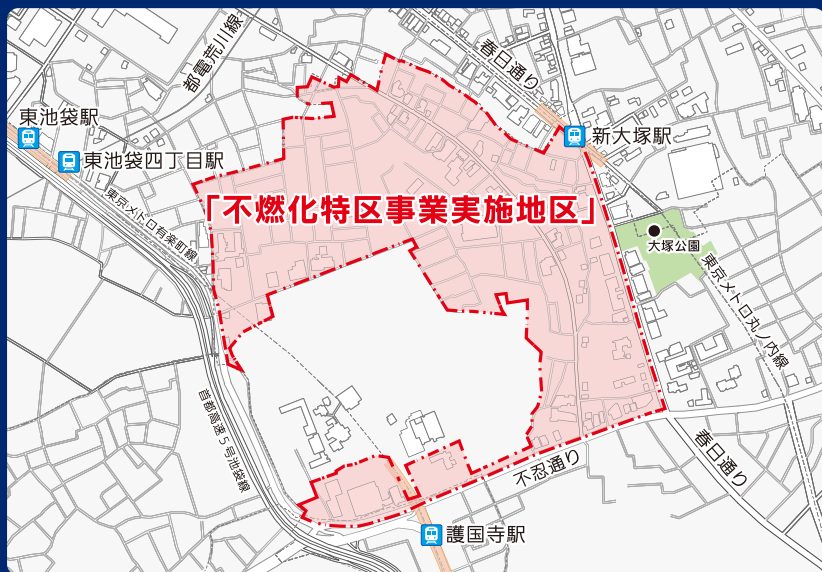 都電荒川線
春日通り
東池袋駅
新大塚駅
東池袋四丁目駅
東京メトロ有楽町線
「不燃化特区事業実施地区」
大塚公園
東京メトロ丸ノ内線
首都高速5号池袋線
春日通り
不忍通り
護国寺駅